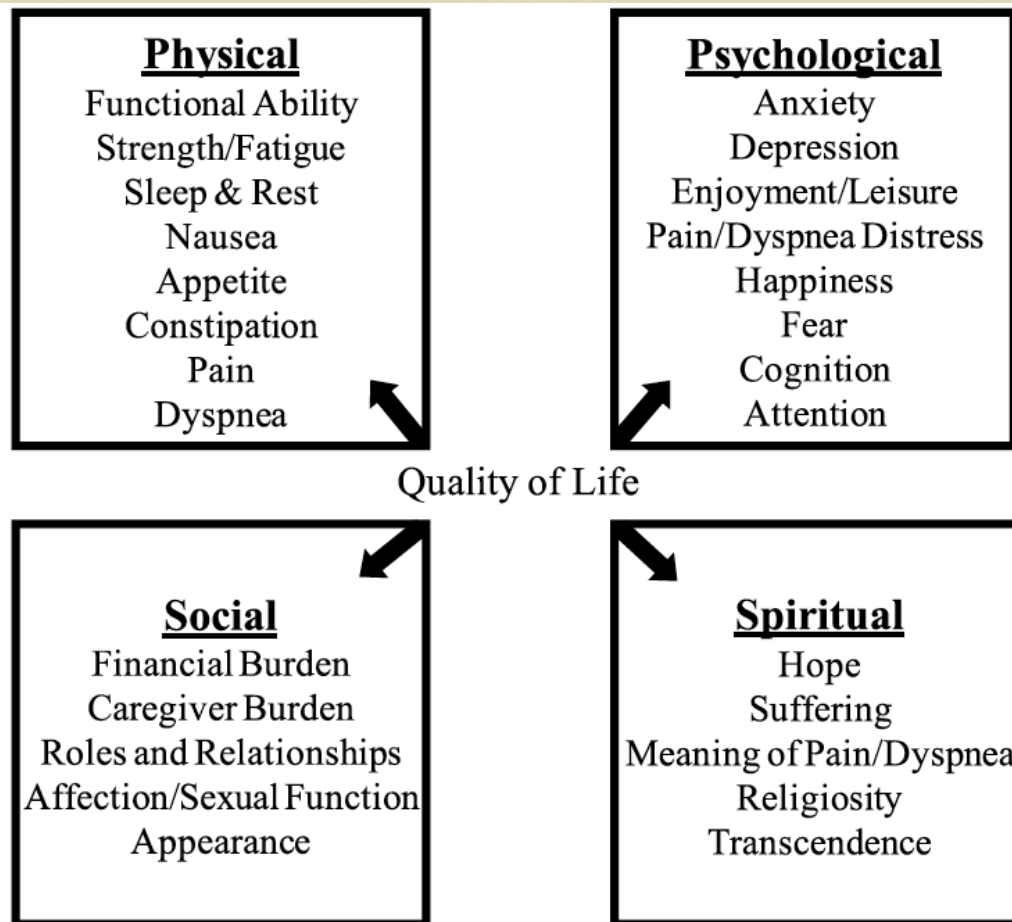 Physical
Functional Ability
Strength/Fatigue
Sleep & Rest
Nausea
Appetite
Constipation
Pain
Dyspnea
Psychological
Anxiety
Depression
Enjoyment/Leisure
Pain/Dyspnea Distress
Happiness
Fear
Cognition
Attention
Quality of Life
Social
Financial Burden
Caregiver Burden
Roles and Relationships
Affection/Sexual Function
Appearance
Spiritual
Hope
Suffering
Meaning of Pain/Dyspnea
Religiosity
Transcendence